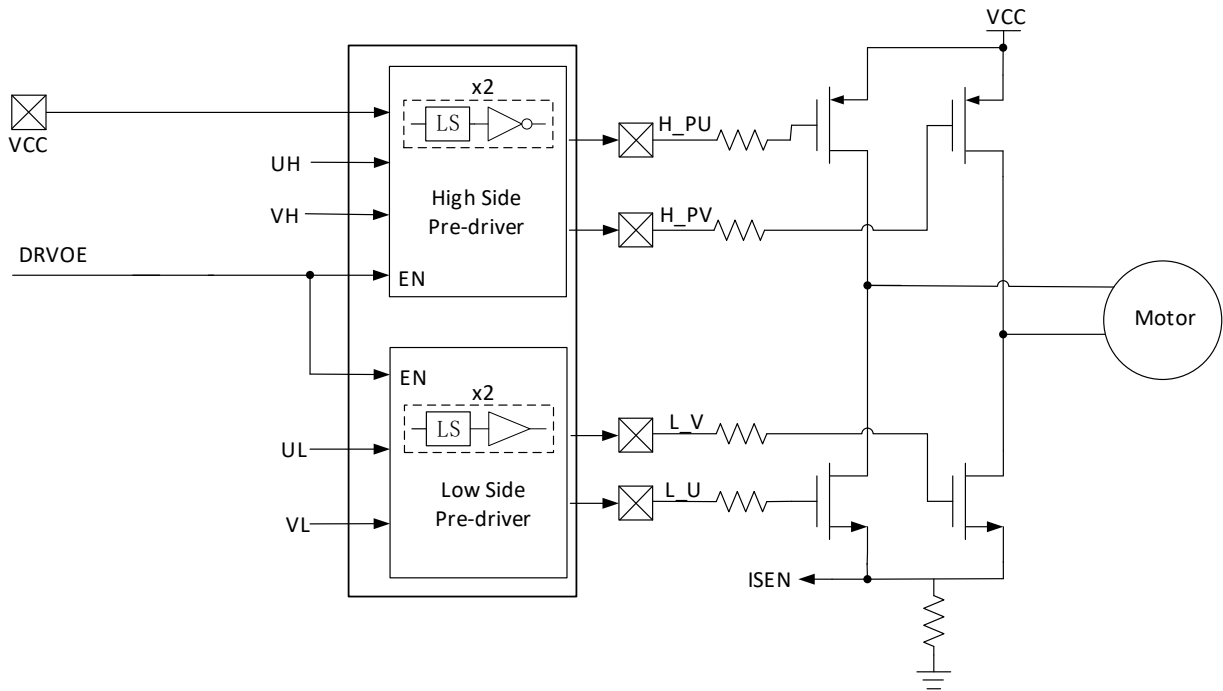 VCC
x2
LS
VCC
H_PU
UH
High Side
Pre-driver
VH
H_PV
DRVOE
EN
Motor
EN
x2
LS
L_V
UL
Low Side
Pre-driver
L_U
VL
ISEN